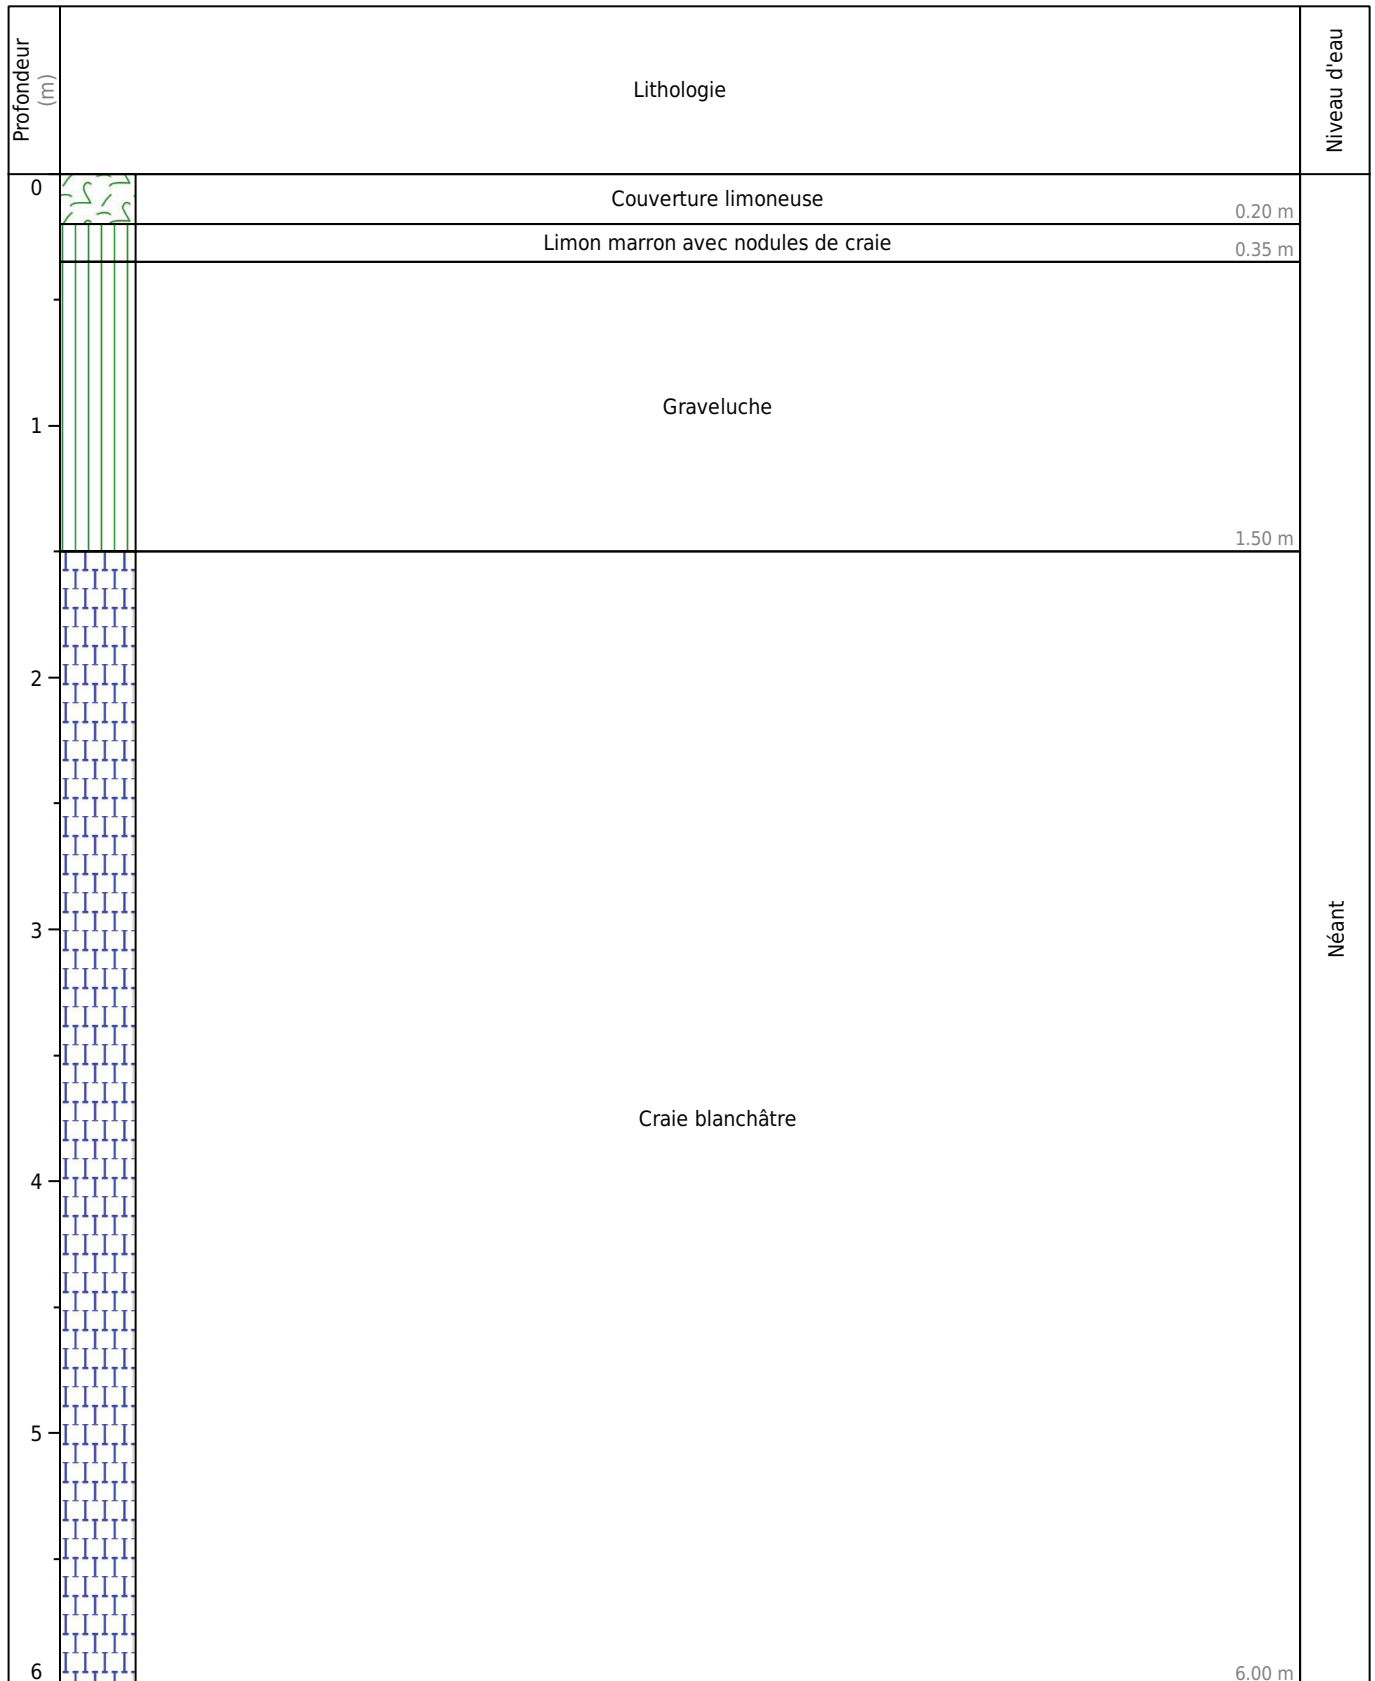 Profondeur
(m)
Lithologie
Niveau d'eau
0
Couverture limoneuse
0.20 m
Limon marron avec nodules de craie
0.35 m
Graveluche
1
1.50 m
2
3
Néant
Craie blanchâtre
4
5
6
6.00 m